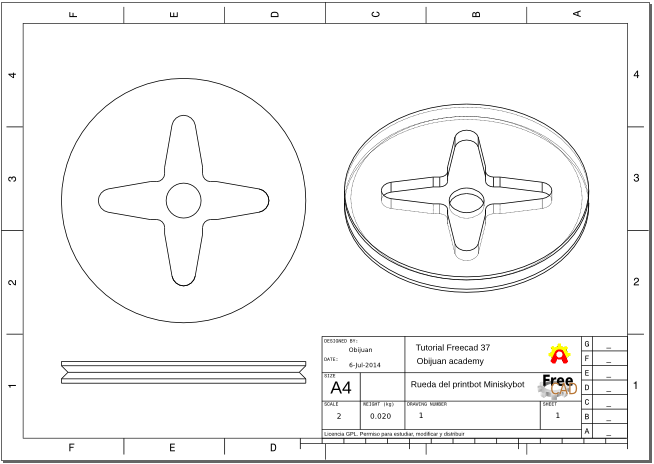 F E D C B A
4 4
3 3
2 2
1 1
DESIGNED BY:
Obijuan
DATE:
6-Jul-2014
Tutorial Freecad 37
Obijuan academy
SIZE
A4
Rueda del printbot Miniskybot
Free
CAD
SCALE
2
WEIGHT (kg)
0.020
DRAWING NUMBER
1
SHEET
1
Licencia GPL. Permiso para estudiar, modificar y distribuir
G _
F _
E _
D _
C _
B _
A _
F E D